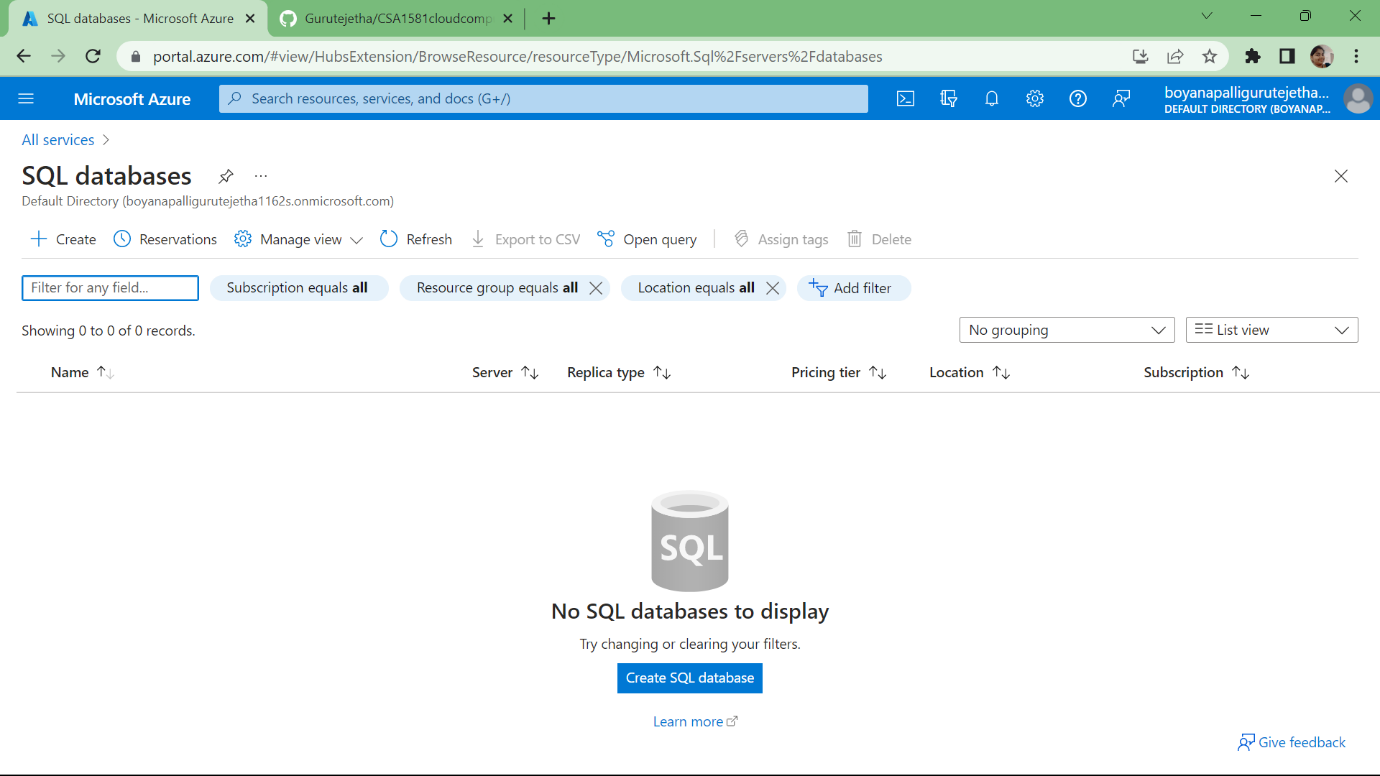 SQL databases - Microsoft Azure
Gurutejetha/CSA1581cloudcomp
portal.azure.com/#view/HubsExtension/BrowseResource/resourceType/Microsoft.Sql%2Fservers%2Fdatabases
Microsoft Azure
Search resources, services, and docs (G+/)
boyanapalligurutejetha...
DEFAULT DIRECTORY (BOYANAP...
All services
SQL databases
Default Directory (boyanapalligurutejetha1162s.onmicrosoft.com)
Create Reservations Manage view Refresh Export to CSV Open query Assign tags Delete
Filter for any field... Subscription equals all Resource group equals all Location equals all Add filter
Showing 0 to 0 of 0 records. No grouping List view
Name Server Replica type Pricing tier Location Subscription
SQL
No SQL databases to display
Try changing or clearing your filters.
Create SQL database
Learn more
Give feedback